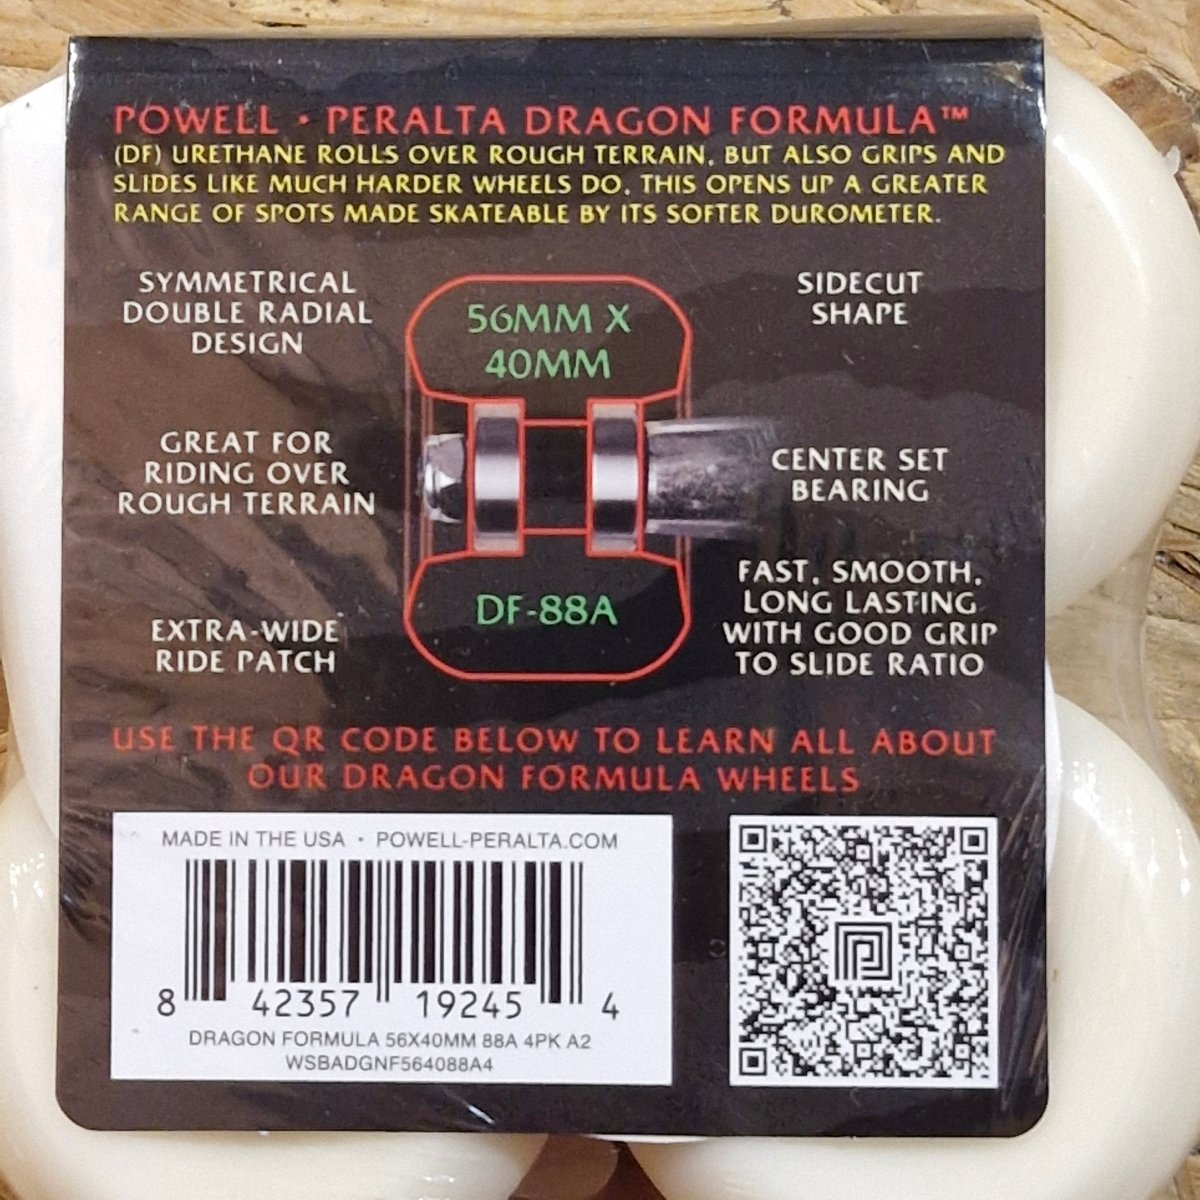 POWELL • PERALTA DRAGON FORMULA™
(DF) URETHANE ROLLS OVER ROUGH TERRAIN, BUT ALSO GRIPS AND
SLIDES LIKE MUCH HARDER WHEELS DO. THIS OPENS UP A GREATER
RANGE OF SPOTS MADE SKATEABLE BY ITS SOFTER DUROMETER.
SYMMETRICAL
DOUBLE RADIAL
DESIGN
56MM X
40MM
SIDECUT
SHAPE
GREAT FOR
RIDING OVER
ROUGH TERRAIN
CENTER SET
BEARING
EXTRA-WIDE
RIDE PATCH
DF-88A
FAST, SMOOTH,
LONG LASTING
WITH GOOD GRIP
TO SLIDE RATIO
USE THE QR CODE BELOW TO LEARN ALL ABOUT
OUR DRAGON FORMULA WHEELS
MADE IN THE USA • POWELL-PERALTA.COM
8 42357 19245 4
DRAGON FORMULA 56X40MM 88A 4PK A2
WSBADGNF564088A4